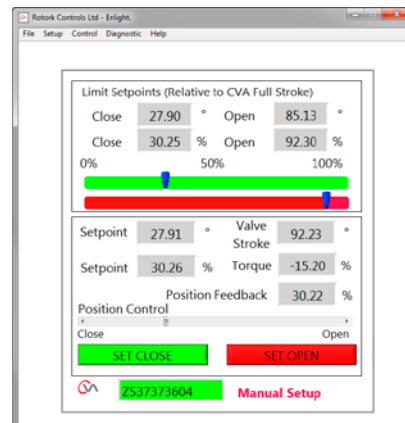 Rotork Controls Ltd - Enlight.
File Setup Control Diagnostic Help
Limit Setpoints (Relative to CVA Full Stroke)
Close 27.90 ° Open 85.13 °
Close 30.25 % Open 92.30 %
0% 50% 100%
Setpoint 27.91 ° Valve Stroke 92.23 °
Setpoint 30.26 % Torque -15.20 %
Position Feedback 30.22 %
Position Control
Close Open
SET CLOSE SET OPEN
CVA Z537373604 Manual Setup